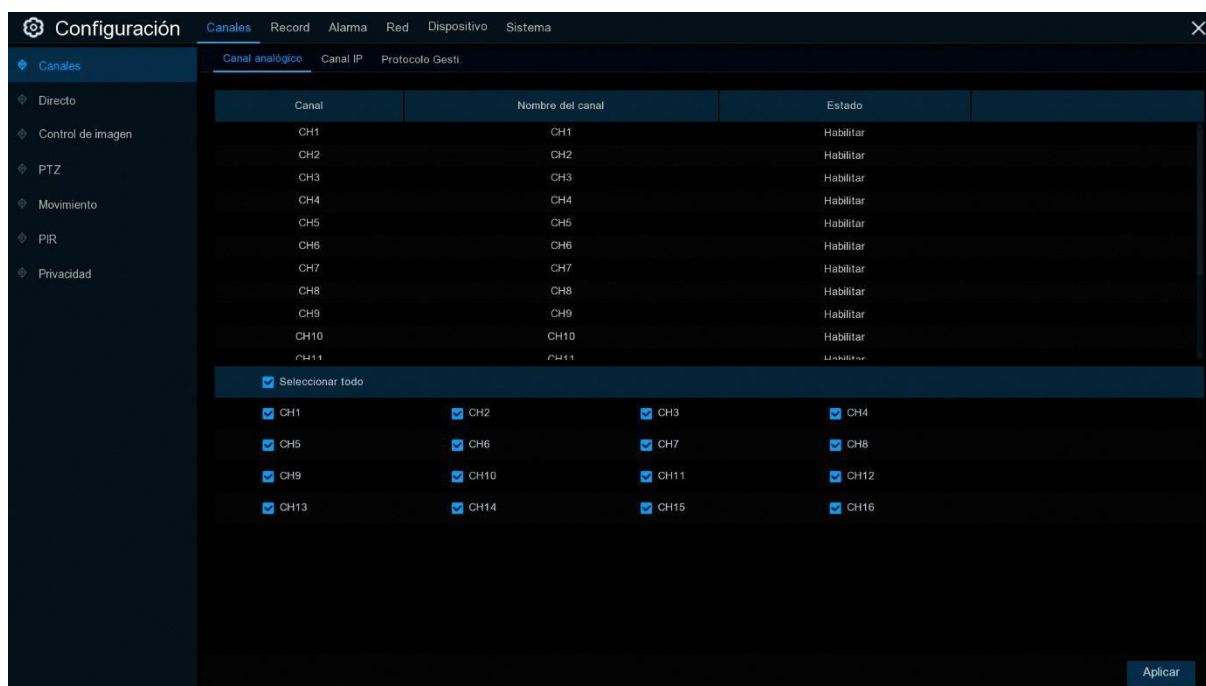 Configuración
Canales Record Alarma Red Dispositivo Sistema
Canales
Directo
Control de imagen
PTZ
Movimiento
PIR
Privacidad
Canal analógico Canal IP Protocolo Gesti.
Canal Nombre del canal Estado
CH1 CH1 Habilitar
CH2 CH2 Habilitar
CH3 CH3 Habilitar
CH4 CH4 Habilitar
CH5 CH5 Habilitar
CH6 CH6 Habilitar
CH7 CH7 Habilitar
CH8 CH8 Habilitar
CH9 CH9 Habilitar
CH10 CH10 Habilitar
CH11 CH11 Habilitar
Seleccionar todo
CH1 CH2 CH3 CH4
CH5 CH6 CH7 CH8
CH9 CH10 CH11 CH12
CH13 CH14 CH15 CH16
Aplicar